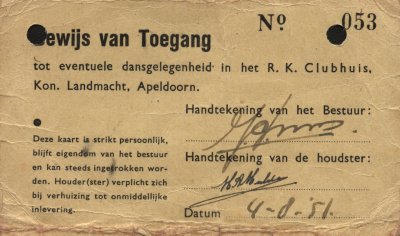 Nº 053
Bewijs van Toegang
tot eventuele dansgelegenheid in het R. K. Clubhuis,
Kon. Landmacht, Apeldoorn.
Handtekening van het Bestuur:
Deze kaart is strikt persoonlijk,
blijft eigendom van het bestuur
en kan steeds ingetrokken wor-
den. Houder(ster) verplicht zich
bij verhuizing tot onmiddellijke
inlevering.
Handtekening van de houdster:
Datum 4-8-51.